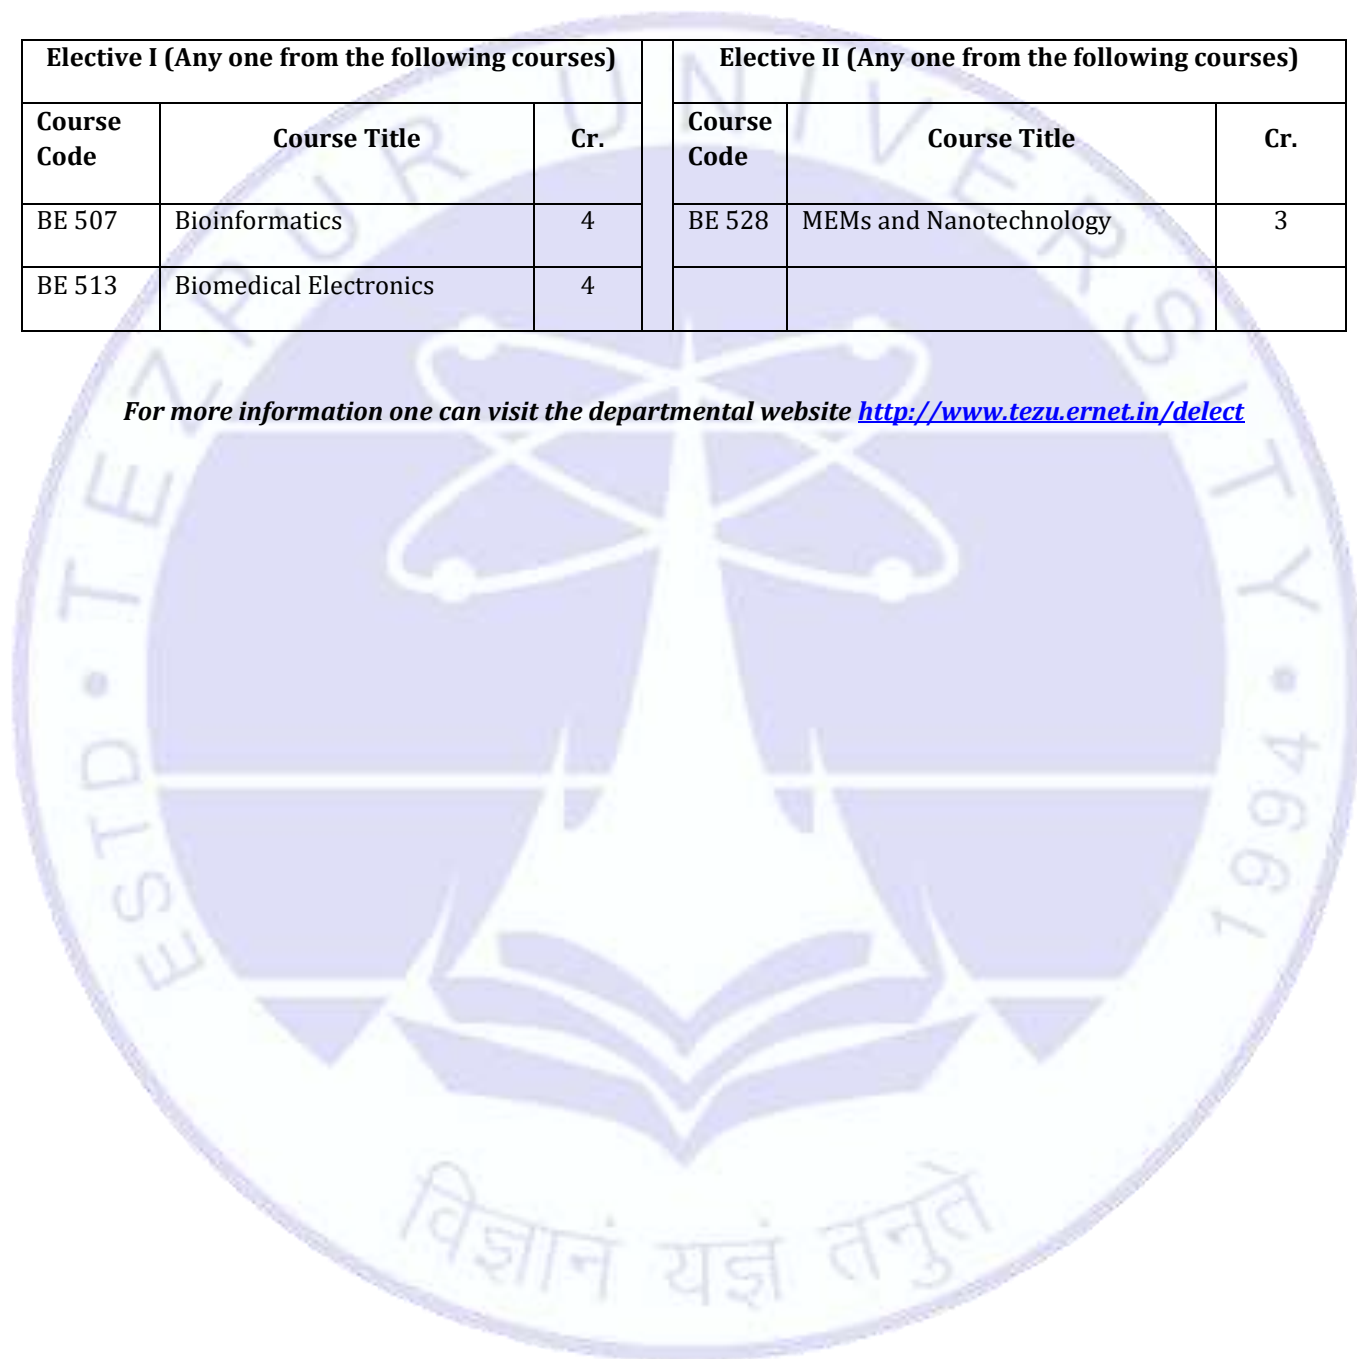 Elective I (Any one from the following courses) Elective II (Any one from the following courses)
Course Code Course Title Cr. Course Code Course Title Cr.
BE 507 Bioinformatics 4 BE 528 MEMs and Nanotechnology 3
BE 513 Biomedical Electronics 4
For more information one can visit the departmental website http://www.tezu.ernet.in/delect
TEZPUR UNIVERSITY
ESTD • • 1994
विज्ञानं यज्ञं तनुते